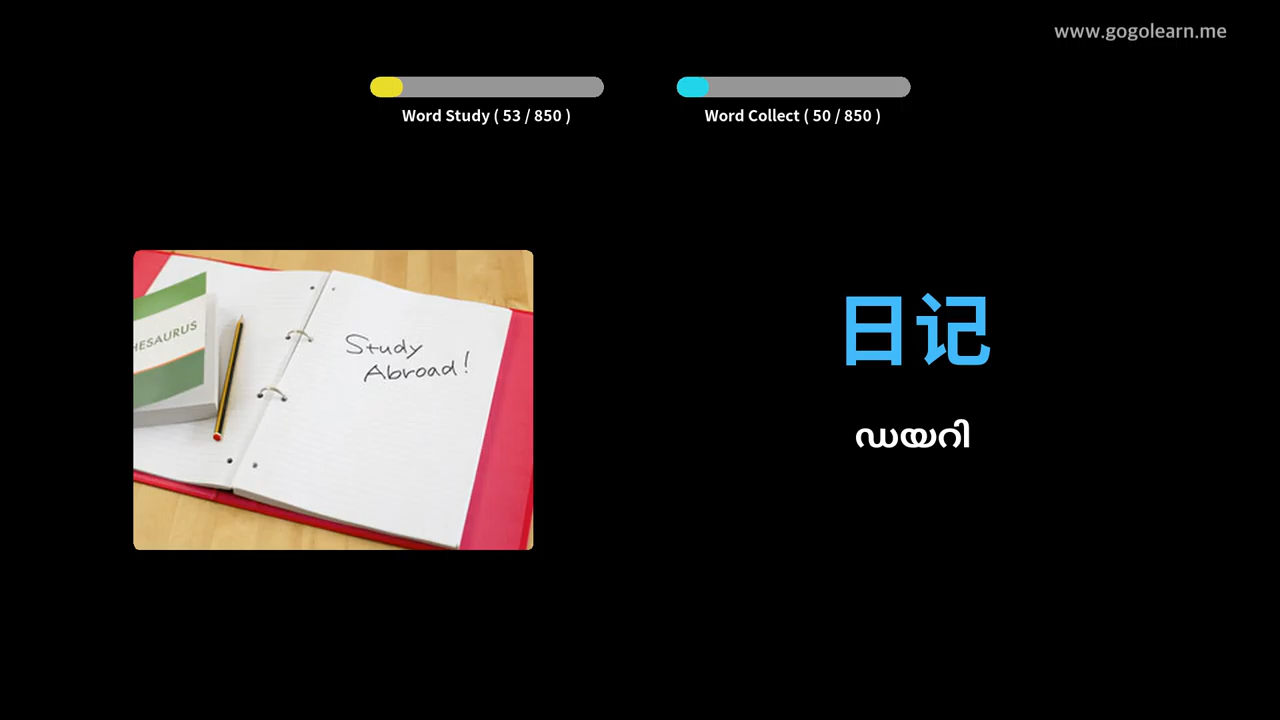 www.gogolearn.me
Word Study ( 53 / 850 )
Word Collect ( 50 / 850 )
HESAURUS
Study
Abroad!
日记
ഡയറി